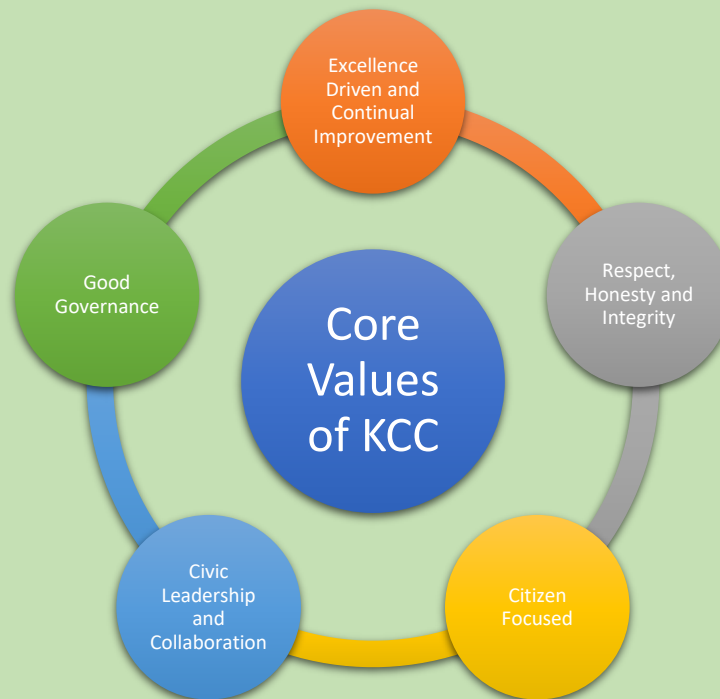 Excellence
Driven and
Continual
Improvement
Respect,
Honesty and
Integrity
Good
Governance
Core
Values
of KCC
Civic
Leadership
and
Collaboration
Citizen
Focused